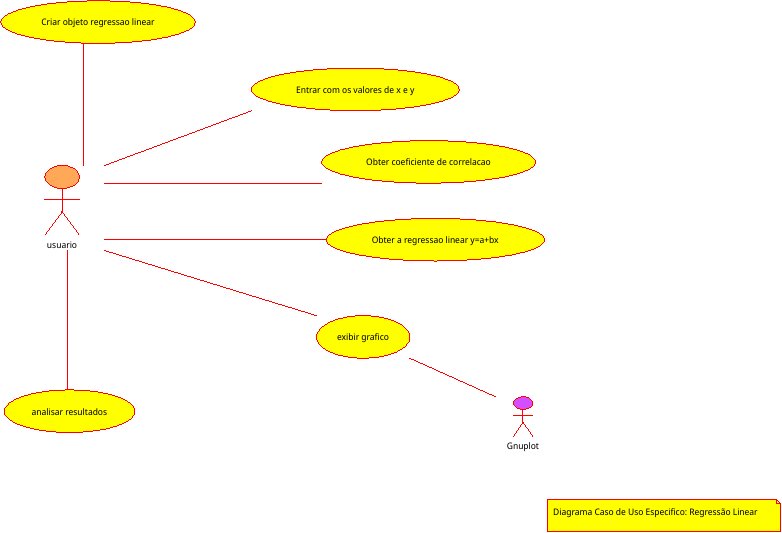 Criar objeto regressao linear
Entrar com os valores de x e y
Obter coeficiente de correlacao
usuario
Obter a regressao linear y=a+bx
exibir grafico
analisar resultados
Gnuplot
Diagrama Caso de Uso Especifico: Regressão Linear